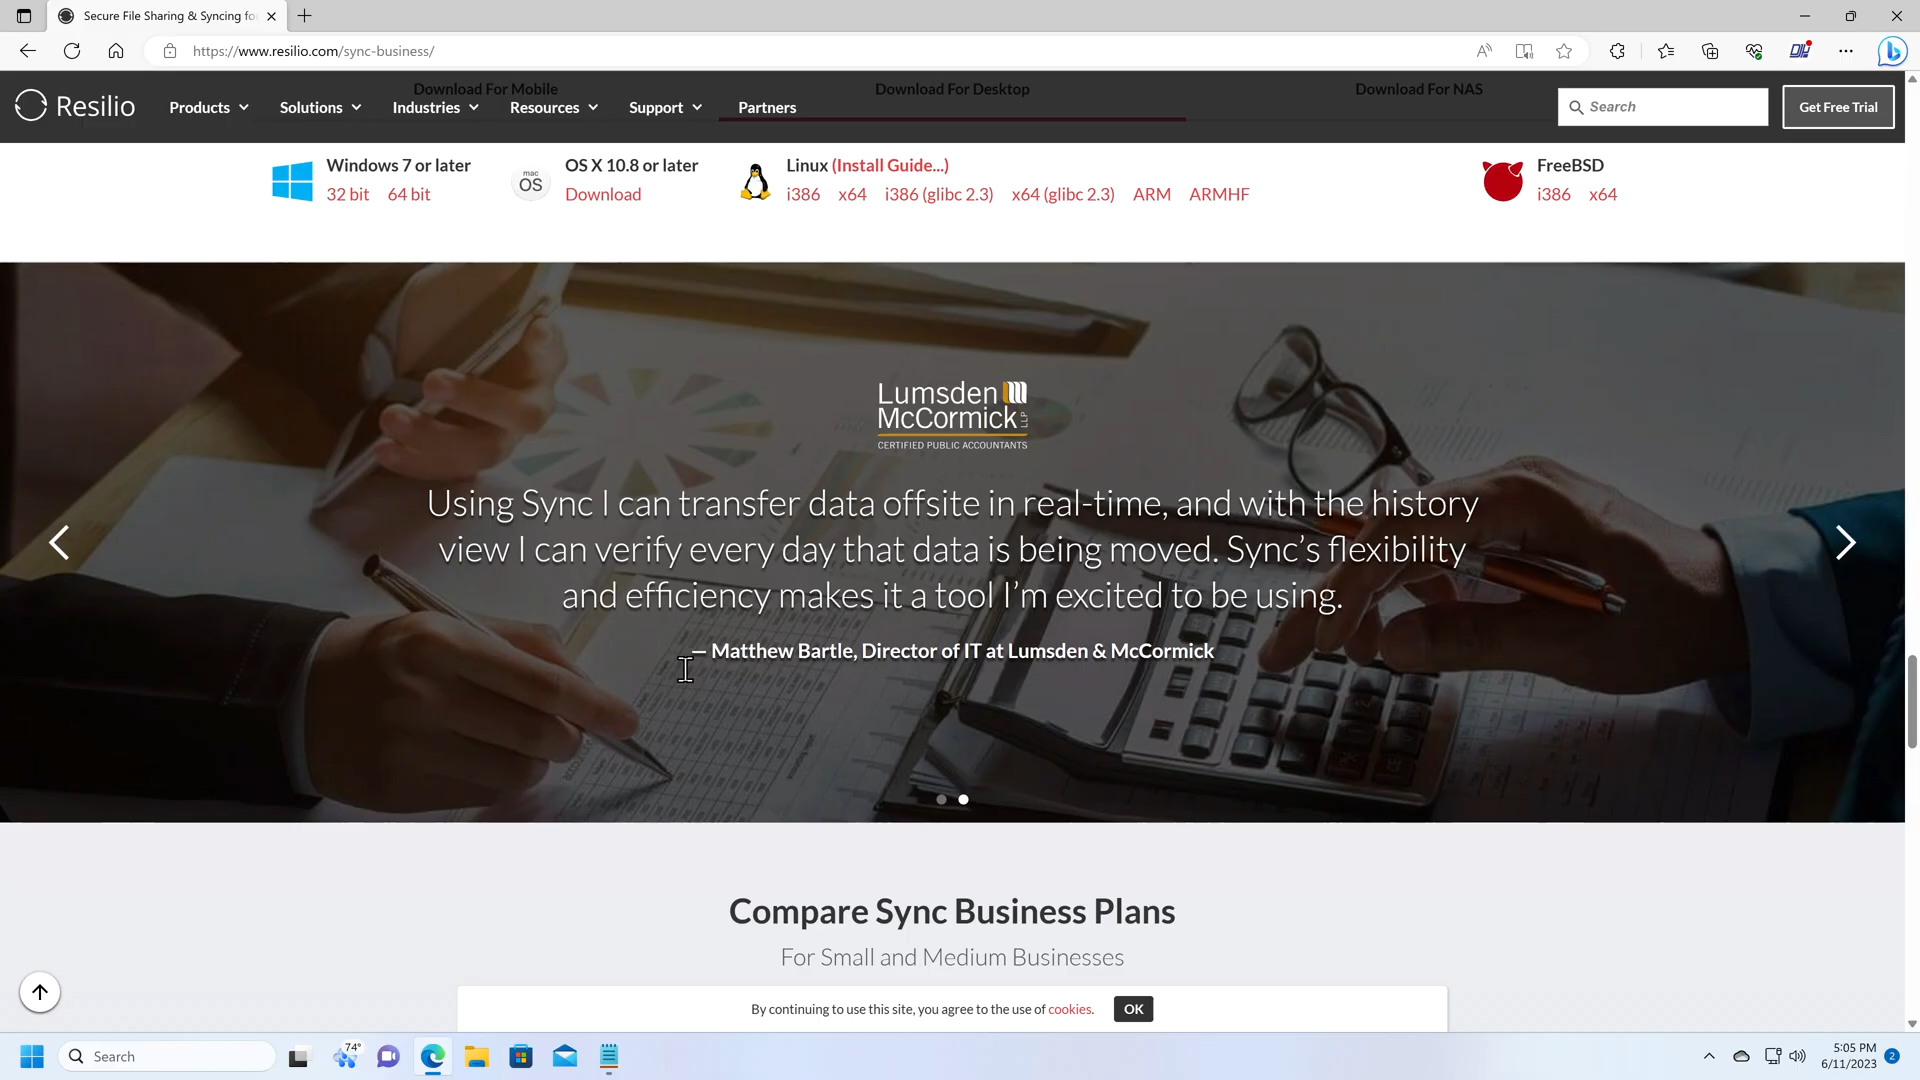 Secure File Sharing & Syncing fo
https://www.resilio.com/sync-business/
Download For Mobile Download For Desktop Download For NAS
Resilio Products Solutions Industries Resources Support Partners Search Get Free Trial
Windows 7 or later
32 bit 64 bit
mac
OS
OS X 10.8 or later
Download
Linux (Install Guide...)
i386 x64 i386 (glibc 2.3) x64 (glibc 2.3) ARM ARMHF
FreeBSD
i386 x64
Lumsden
McCormick LLP
CERTIFIED PUBLIC ACCOUNTANTS
Using Sync I can transfer data offsite in real-time, and with the history
view I can verify every day that data is being moved. Sync’s flexibility
and efficiency makes it a tool I’m excited to be using.
— Matthew Bartle, Director of IT at Lumsden & McCormick
Compare Sync Business Plans
For Small and Medium Businesses
By continuing to use this site, you agree to the use of cookies. OK
Search
74°
5:05 PM
6/11/2023
2